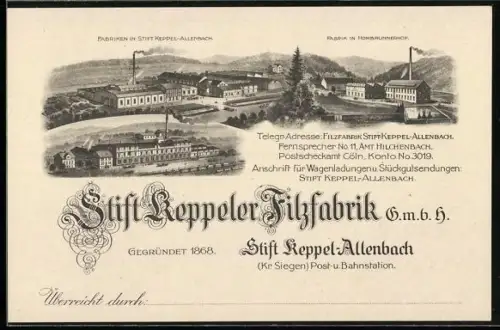 Fabriken in Stift Keppel-Allenbach.
Fabrik in Hombrunnerhof.
Telegr. Adresse: Filzfabrik Stift-Keppel-Allenbach.
Fernsprecher No. 11, Amt Hilchenbach.
Postscheckamt Cöln, Konto No. 3019.
Anschrift für Wagenladungen u. Stückgutsendungen:
Stift Keppel-Allenbach.
Stift Keppeler Filzfabrik G.m.b.H.
Gegründet 1868.
Stift Keppel-Allenbach
(Kr. Siegen) Post- u. Bahnstation.
Überreicht durch: